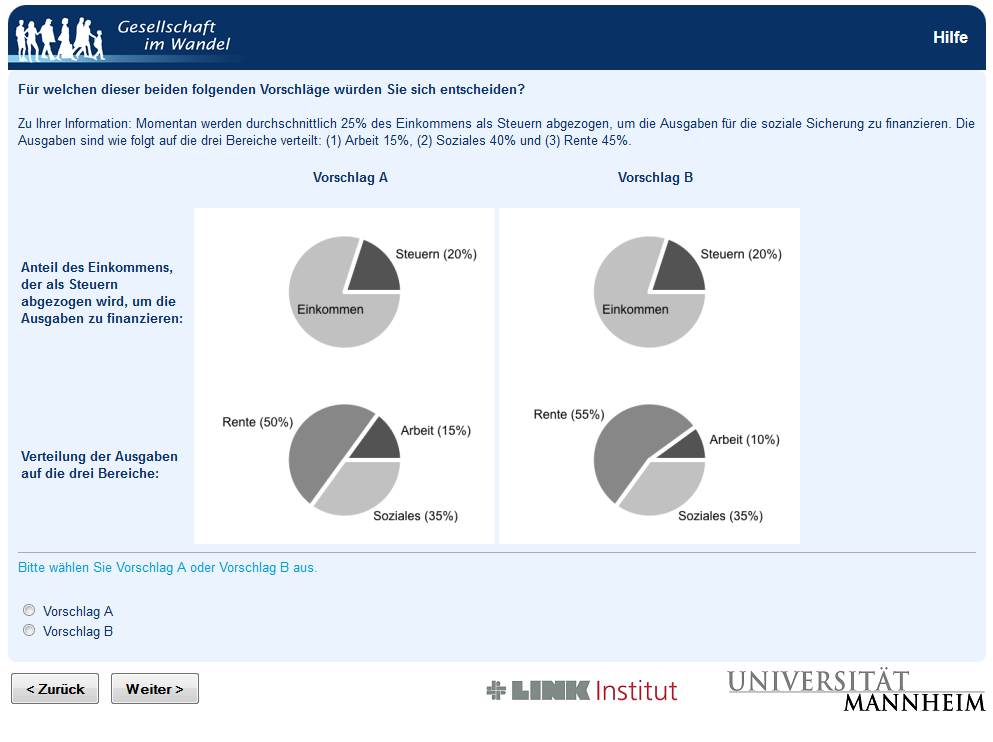 Gesellschaft
im Wandel
Hilfe
Für welchen dieser beiden folgenden Vorschläge würden Sie sich entscheiden?
Zu Ihrer Information: Momentan werden durchschnittlich 25% des Einkommens als Steuern abgezogen, um die Ausgaben für die soziale Sicherung zu finanzieren. Die
Ausgaben sind wie folgt auf die drei Bereiche verteilt: (1) Arbeit 15%, (2) Soziales 40% und (3) Rente 45%.
Vorschlag A
Vorschlag B
Anteil des Einkommens,
der als Steuern
abgezogen wird, um die
Ausgaben zu finanzieren:
Steuern (20%)
Einkommen
Steuern (20%)
Einkommen
Verteilung der Ausgaben
auf die drei Bereiche:
Rente (50%)
Arbeit (15%)
Soziales (35%)
Rente (55%)
Arbeit (10%)
Soziales (35%)
Bitte wählen Sie Vorschlag A oder Vorschlag B aus.
Vorschlag A
Vorschlag B
< Zurück
Weiter >
LINK Institut
UNIVERSITÄT
MANNHEIM